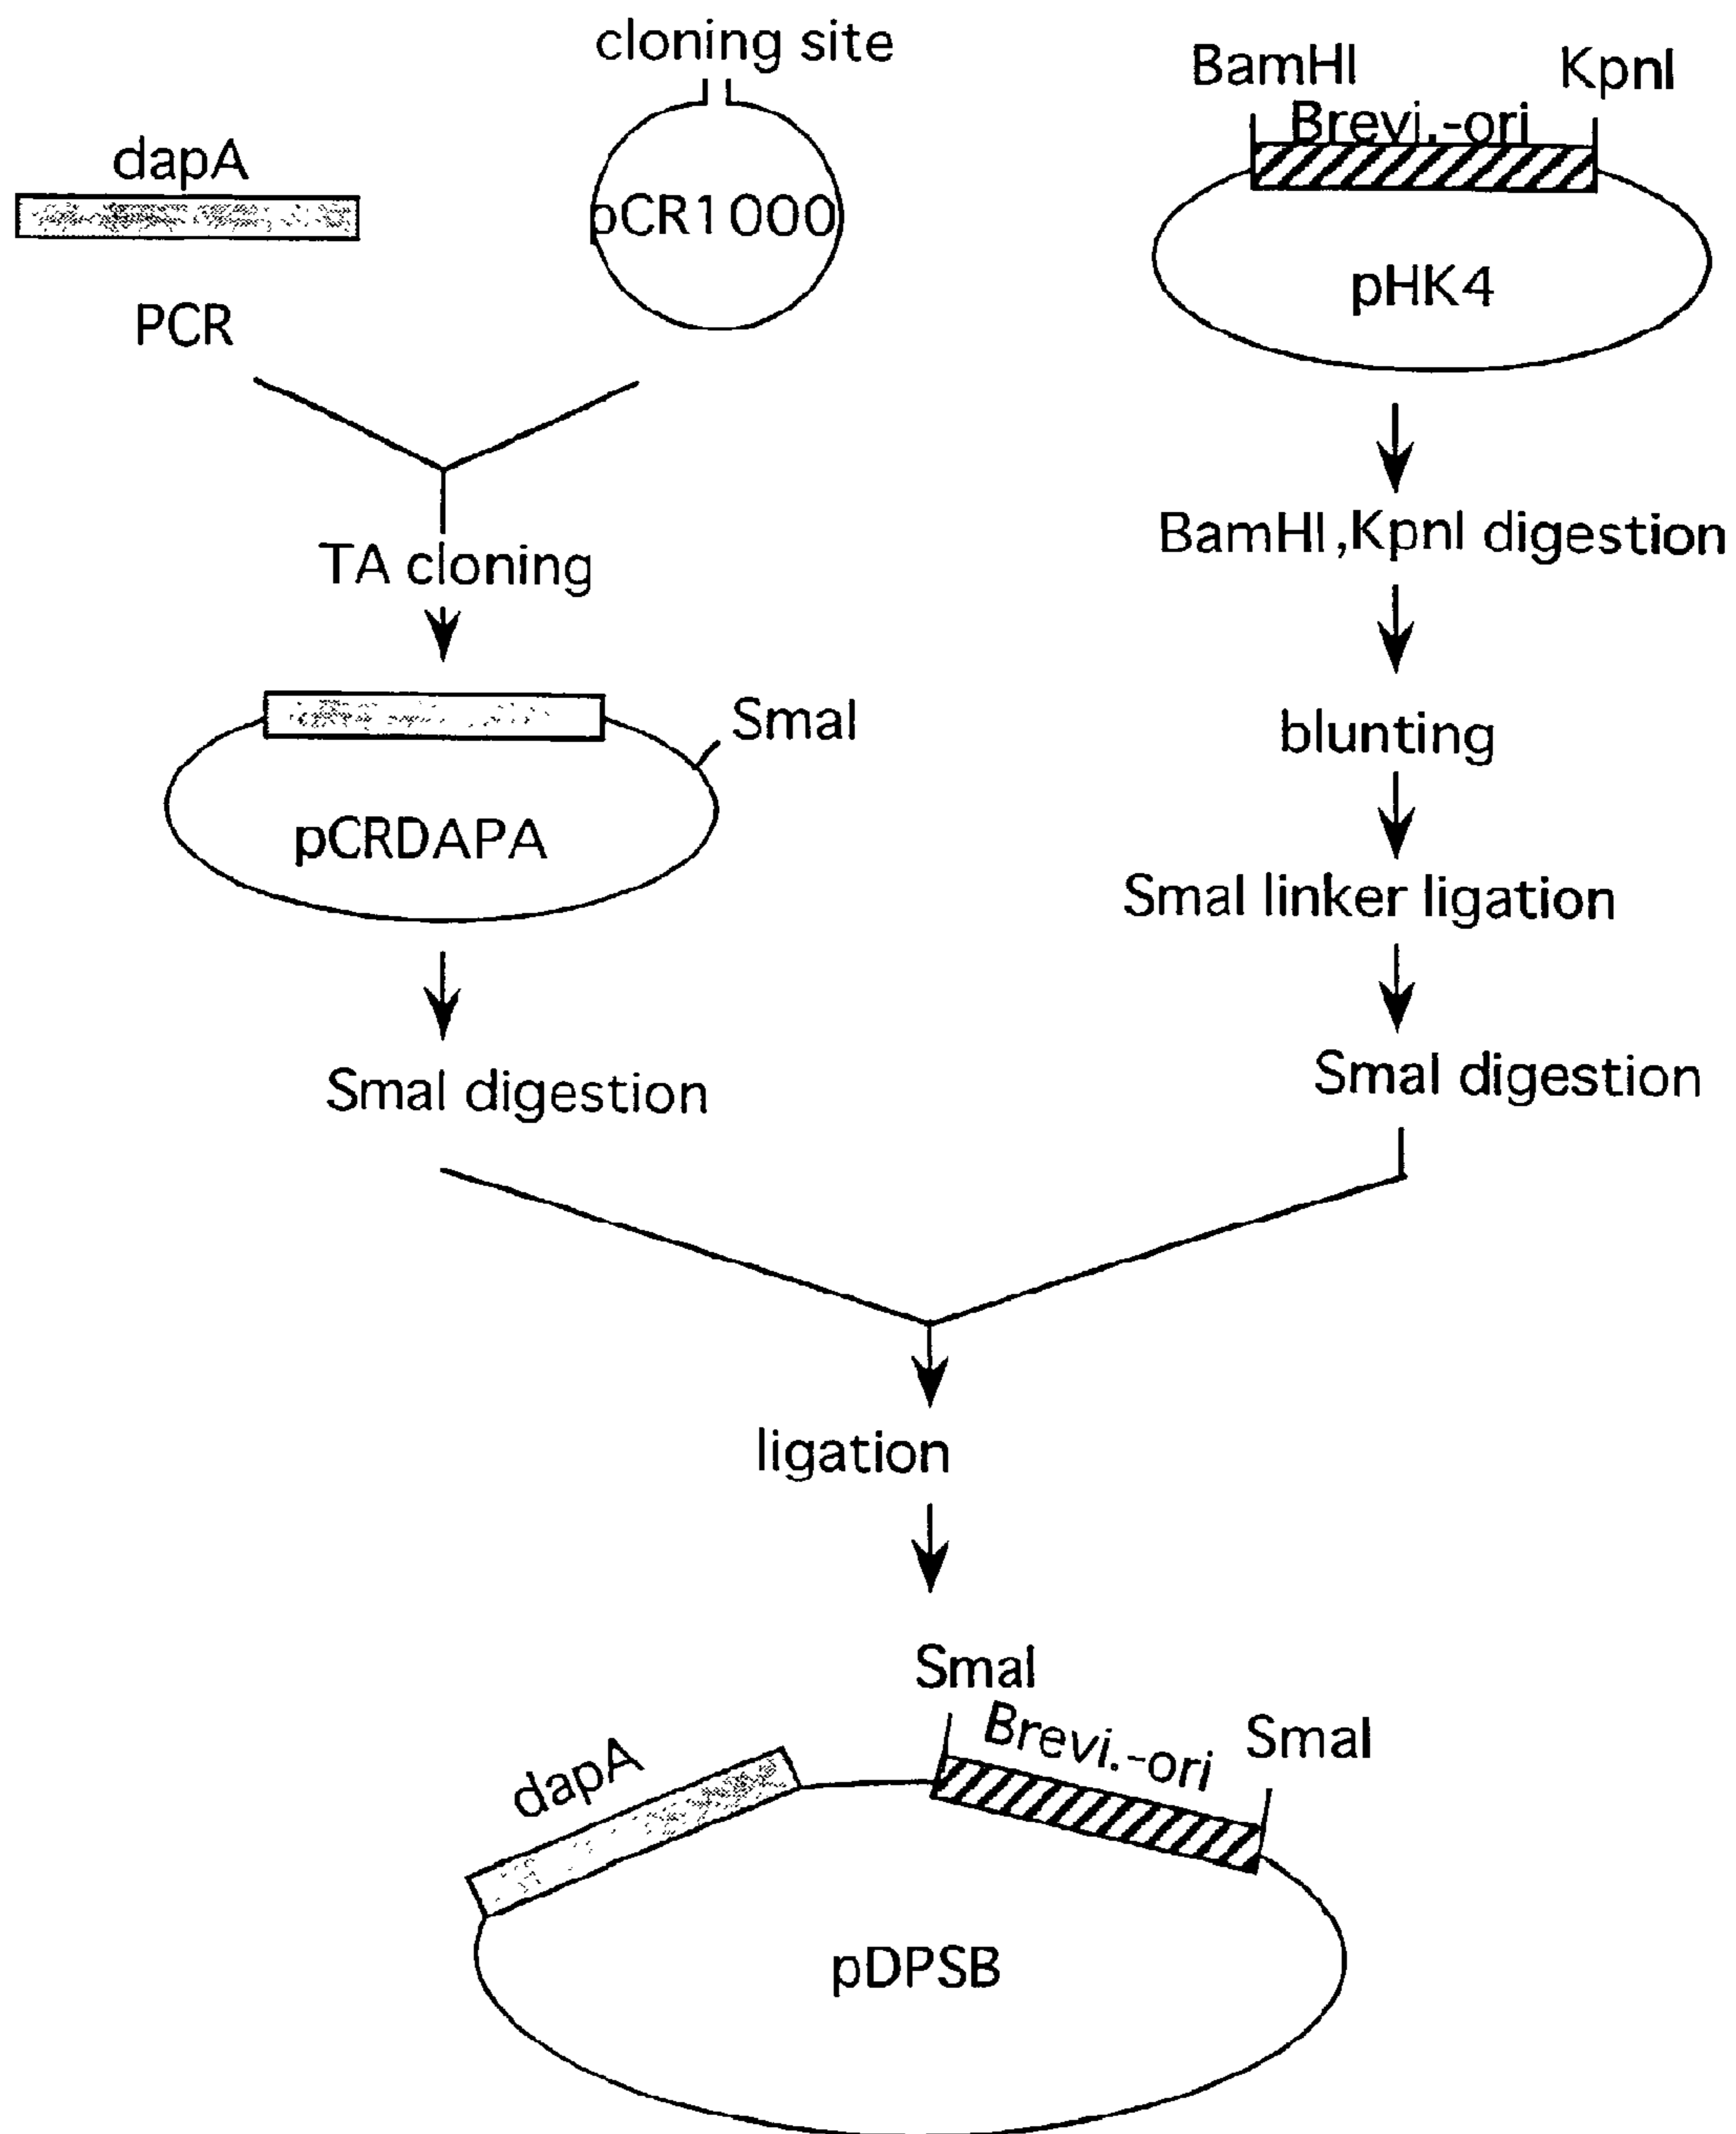 cloning site
dapA
pCR1000
PCR
TA cloning
SmaI
pCRDAPA
SmaI digestion
BamHI
KpnI
Brevi.-ori
pHK4
BamHI,KpnI digestion
blunting
SmaI linker ligation
SmaI digestion
ligation
SmaI
Brevi.-ori
SmaI
dapA
pDPSB